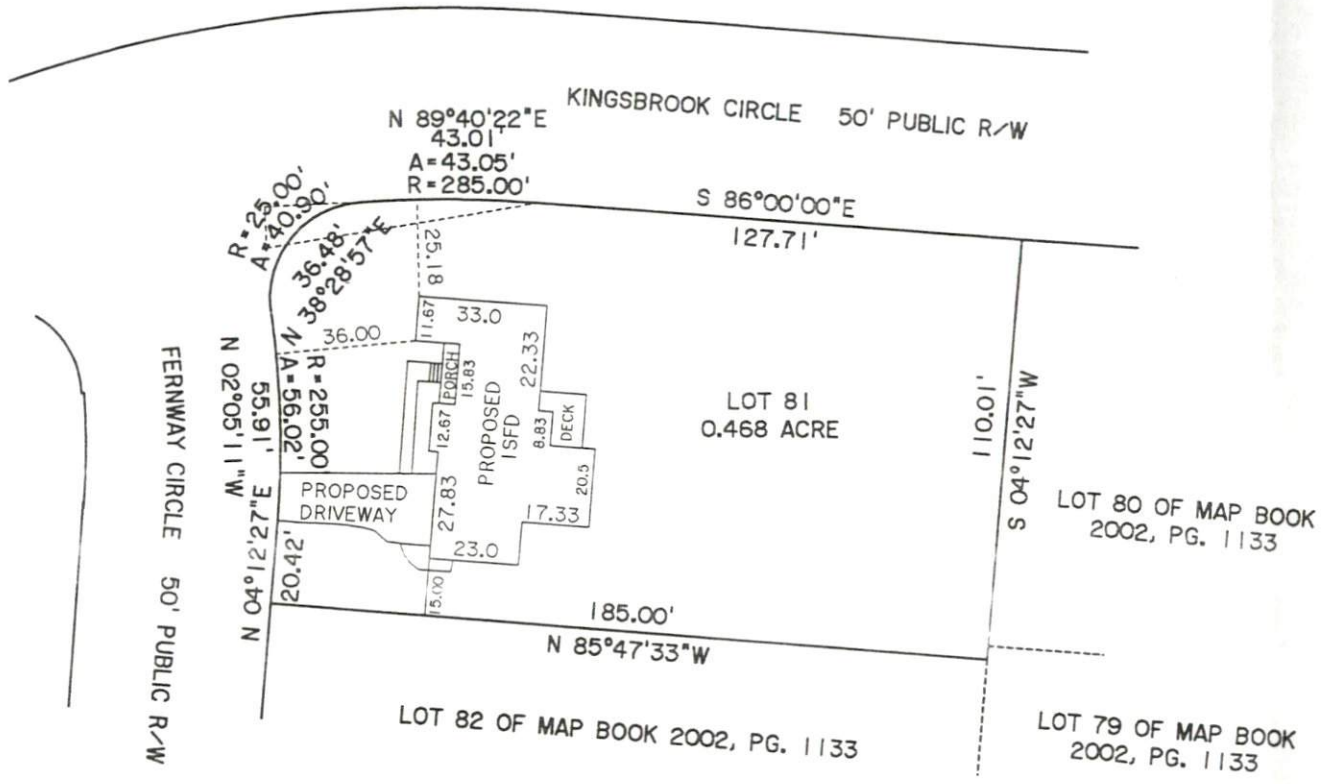 KINGSBROOK CIRCLE 50' PUBLIC R/W
N 89°40'22"E
43.01'
A=43.05'
R=285.00'
S 86°00'00"E
127.71'
R=25.00'
A=40.90'
36.48'
N 38°28'57"E
25.18
36.00
11.67
33.0
22.33
PORCH
15.83
PROPOSED
1SFD
12.67
8.83
DECK
20.5
27.83
17.33
23.0
15.00
LOT 81
0.468 ACRE
110.01'
S 04°12'27"W
R=255.00'
A=56.02'
55.91'
N 02°05'11"W
PROPOSED
DRIVEWAY
N 04°12'27"E
20.42'
FERNWAY CIRCLE 50' PUBLIC R/W
185.00'
N 85°47'33"W
LOT 80 OF MAP BOOK
2002, PG. 1133
LOT 82 OF MAP BOOK 2002, PG. 1133
LOT 79 OF MAP BOOK
2002, PG. 1133